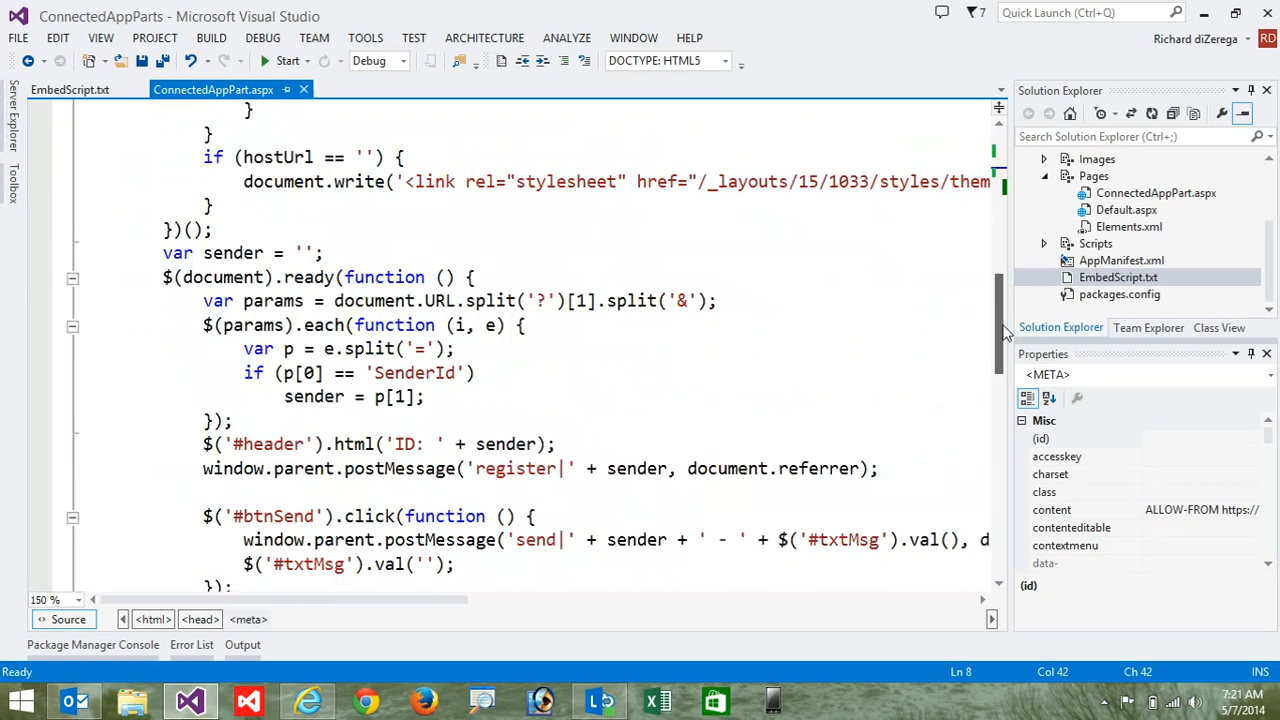 ConnectedAppParts - Microsoft Visual Studio
7
Quick Launch (Ctrl+Q)
FILE EDIT VIEW PROJECT BUILD DEBUG TEAM TOOLS TEST ARCHITECTURE ANALYZE WINDOW HELP
Richard diZerega RD
Start Debug DOCTYPE: HTML5
Server Explorer
Toolbox
EmbedScript.txt ConnectedAppPart.aspx
}
}
if (hostUrl == '') {
document.write('<link rel="stylesheet" href="/_layouts/15/1033/styles/them
}
})();
var sender = '';
$(document).ready(function () {
var params = document.URL.split('?')[1].split('&');
$(params).each(function (i, e) {
var p = e.split('=');
if (p[0] == 'SenderId')
sender = p[1];
});
$('#header').html('ID: ' + sender);
window.parent.postMessage('register|' + sender, document.referrer);
$('#btnSend').click(function () {
window.parent.postMessage('send|' + sender + ' - ' + $('#txtMsg').val(), d
$('#txtMsg').val('');
});
150 %
Source <html> <head> <meta>
Package Manager Console Error List Output
Solution Explorer
Search Solution Explorer (Ctrl+;)
Images
Pages
ConnectedAppPart.aspx
Default.aspx
Elements.xml
Scripts
AppManifest.xml
EmbedScript.txt
packages.config
Solution Explorer Team Explorer Class View
Properties
<META>
Misc
(id)
accesskey
charset
class
content ALLOW-FROM https://
contenteditable
contextmenu
data-
(id)
Ready Ln 8 Col 42 Ch 42 INS
7:21 AM
5/7/2014